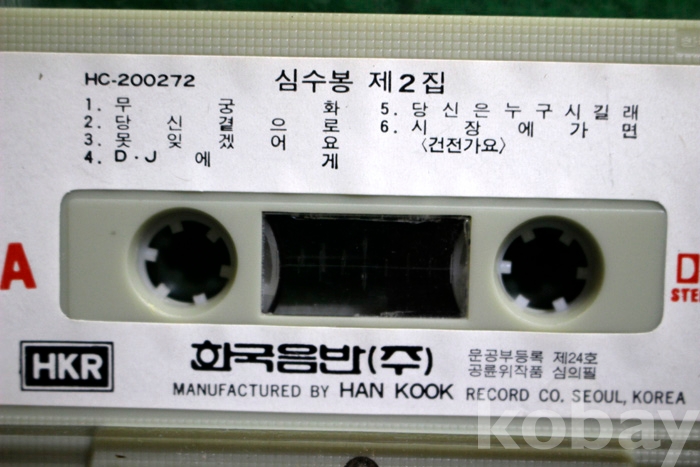 HC-200272 심수봉 제2집
1. 무궁화
2. 당신곁으로
3. 못잊겠어요
4. D·J에게
5. 당신은누구시길래
6. 시장에가면
〈건전가요〉
A
STE
HKR
한국음반(주)
문공부등록 제24호
공륜위작품 심의필
MANUFACTURED BY HAN KOOK RECORD CO. SEOUL, KOREA
kobay